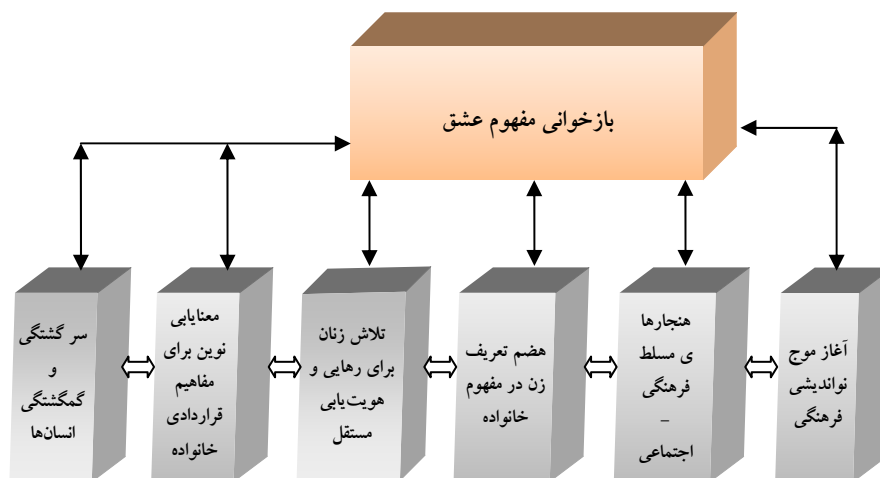 بازخوانی مفهوم عشق
آغاز موج
نواندیشی
فرهنگی
هنجارها
ی مسلط
فرهنگی
–
اجتماعی
هضم تعریف
زن در مفهوم
خانواده
تلاش زنان
برای رهایی و
هویت‌یابی
مستقل
معنایابی
نوین برای
مفاهیم
قراردادی
خانواده
سر گشتگی
و
گمگشتگی
انسان‌ها